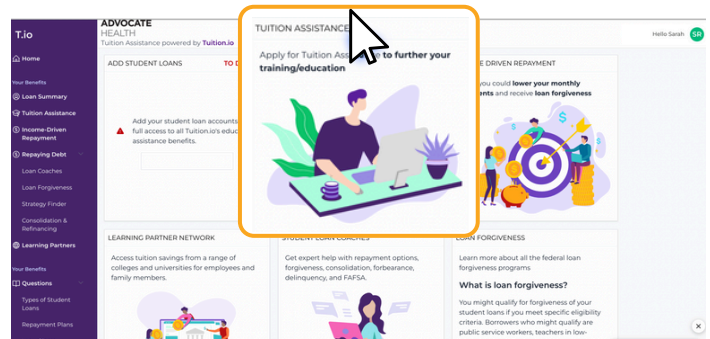 T.io
Home
Your Benefits
Loan Summary
Tuition Assistance
Income-Driven
Repayment
Repaying Debt
Loan Coaches
Loan Forgiveness
Strategy Finder
Consolidation &
Refinancing
Learning Partners
Your Benefits
Questions
Types of Student
Loans
Repayment Plans
ADVOCATE
HEALTH
Tuition Assistance powered by Tuition.io
Hello Sarah
SR
ADD STUDENT LOANS
TO D
Add your student loan accounts
full access to all Tuition.io's educ
assistance benefits.
TUITION ASSISTANCE
Apply for Tuition Ass e to further your
training/education
E DRIVEN REPAYMENT
you could lower your monthly
ents and receive loan forgiveness
LEARNING PARTNER NETWORK
Access tuition savings from a range of
colleges and universities for employees and
family members.
STUDENT LOAN COACHES
Get expert help with repayment options,
forgiveness, consolidation, forbearance,
delinquency, and FAFSA.
LOAN FORGIVENESS
Learn more about all the federal loan
forgiveness programs
What is loan forgiveness?
You might qualify for forgiveness of your
student loans if you meet specific eligibility
criteria. Borrowers who might qualify are
public service workers, teachers in low-